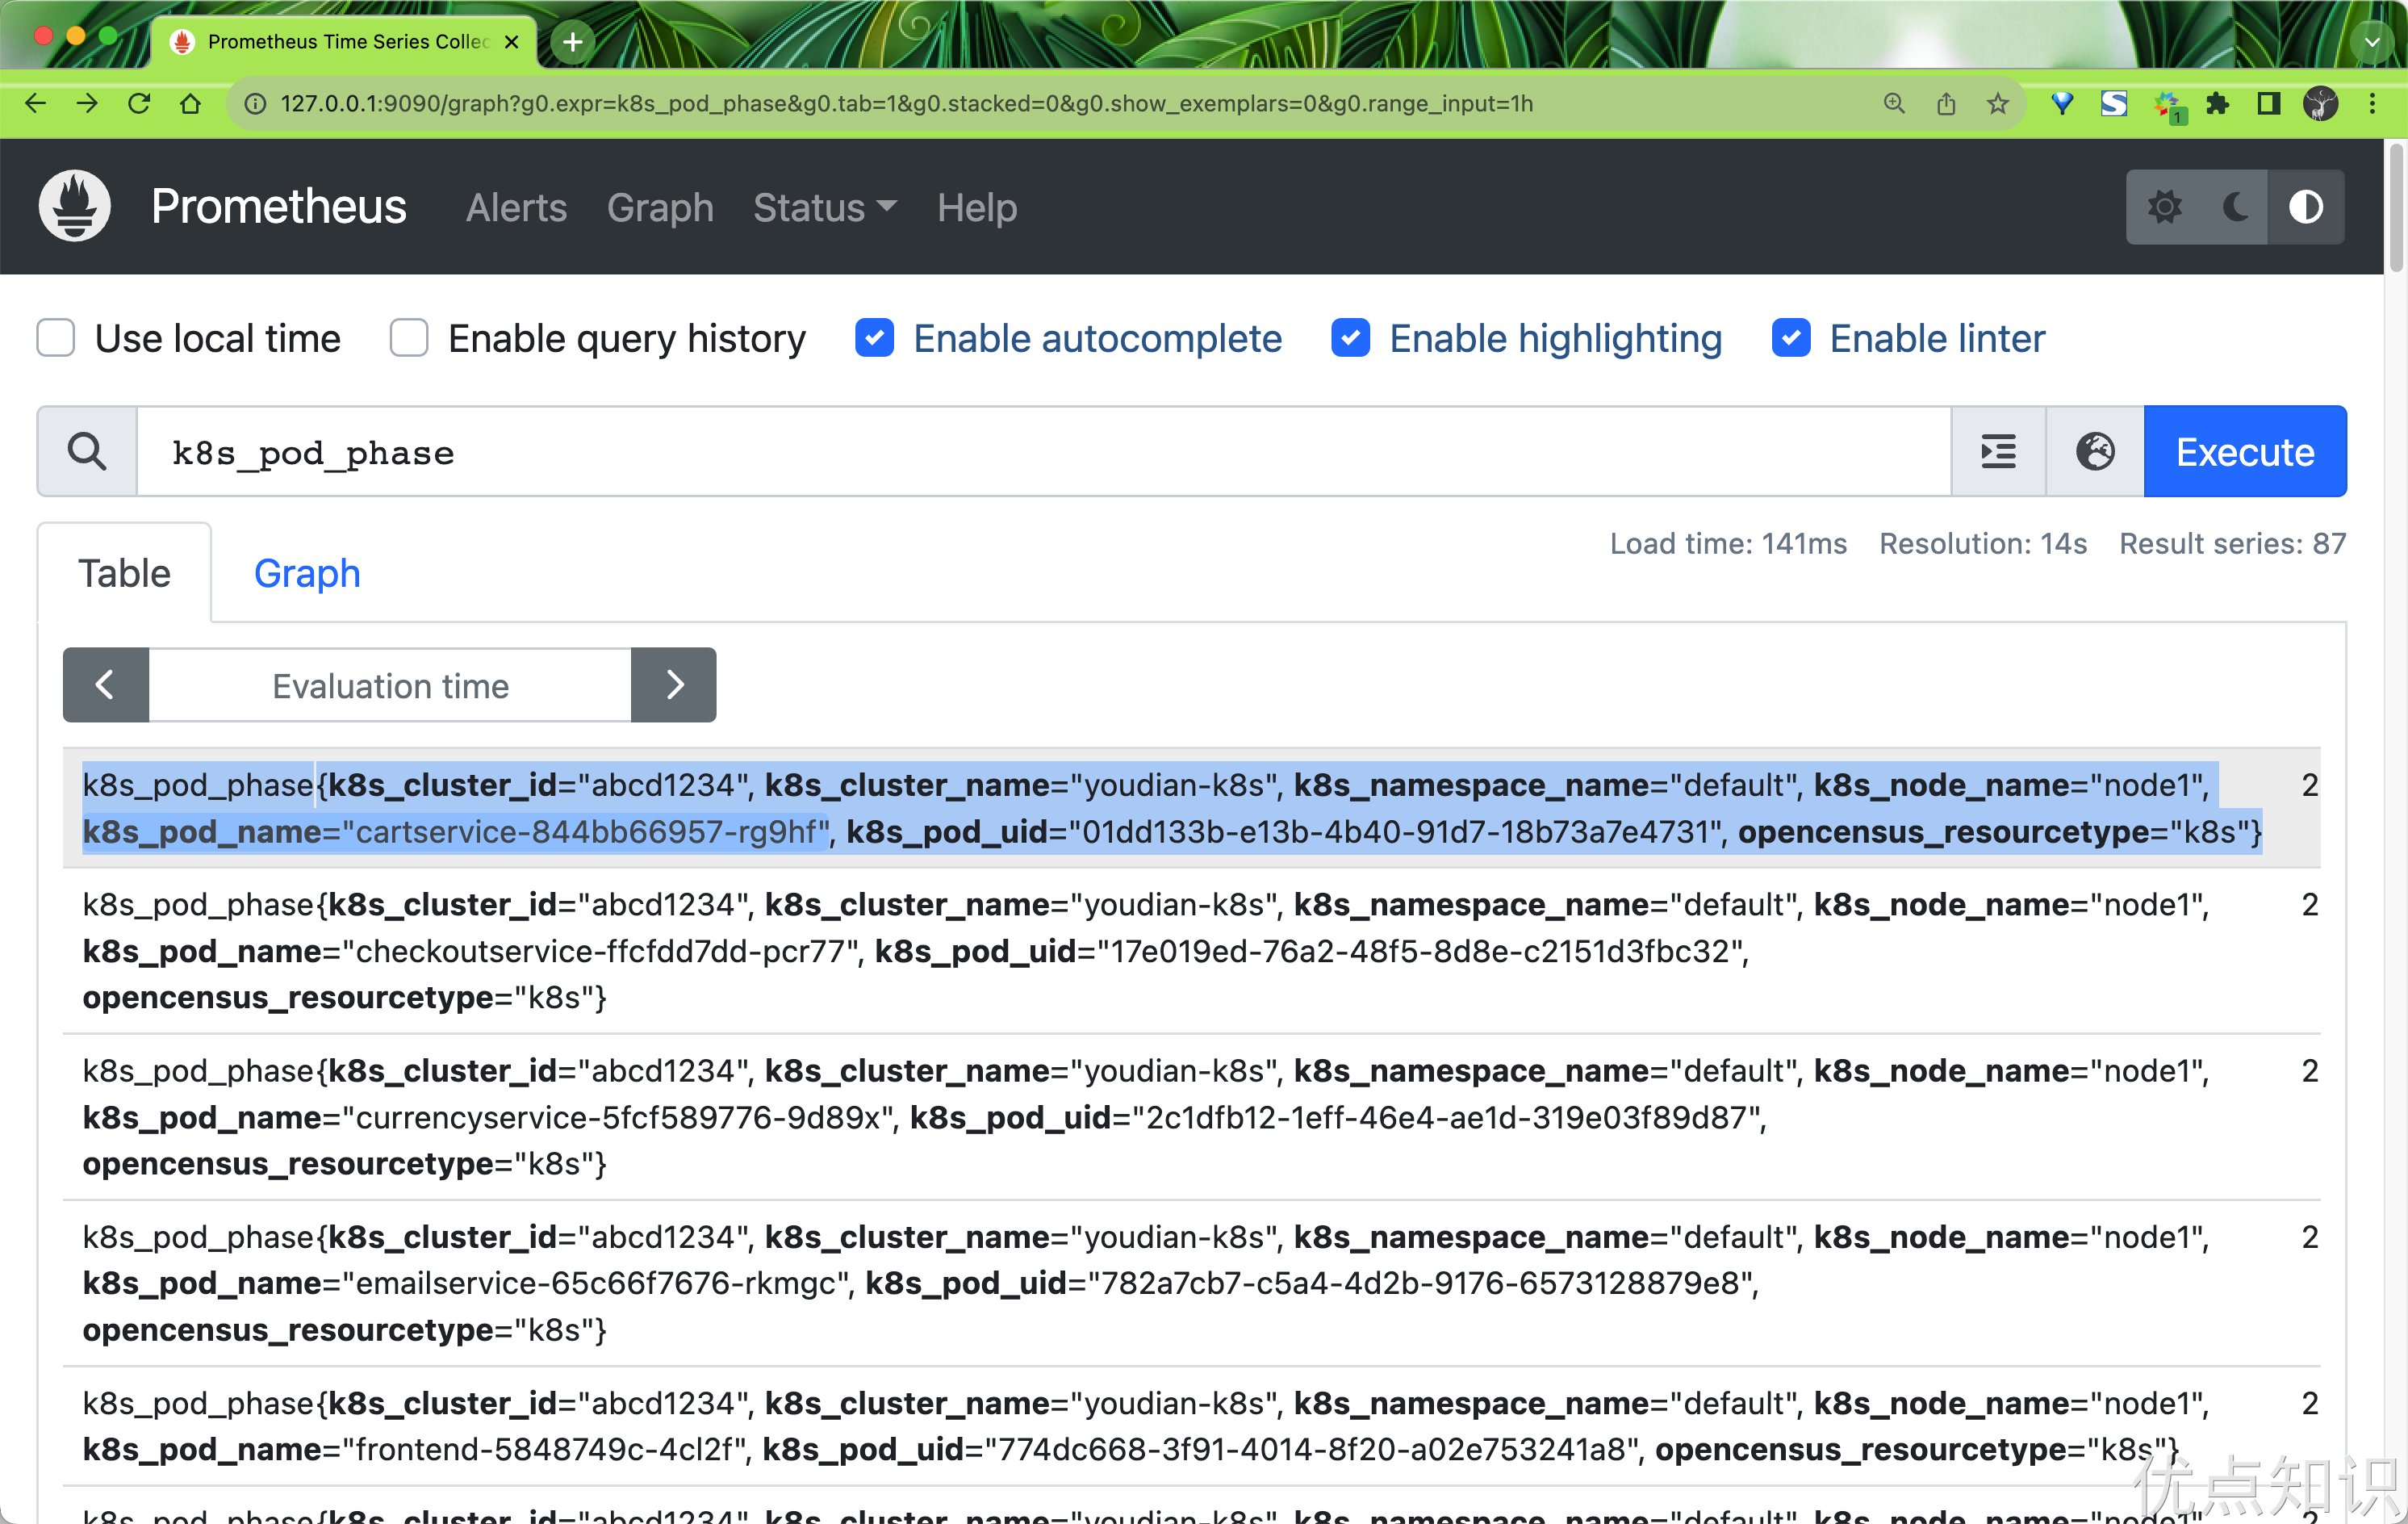 Prometheus Time Series Collec
127.0.0.1:9090/graph?g0.expr=k8s_pod_phase&g0.tab=1&g0.stacked=0&g0.show_exemplars=0&g0.range_input=1h
1
Prometheus Alerts Graph Status Help
Use local time Enable query history Enable autocomplete Enable highlighting Enable linter
k8s_pod_phase Execute
Load time: 141ms Resolution: 14s Result series: 87
Table Graph
Evaluation time
k8s_pod_phase{k8s_cluster_id="abcd1234", k8s_cluster_name="youdian-k8s", k8s_namespace_name="default", k8s_node_name="node1", 2
k8s_pod_name="cartservice-844bb66957-rg9hf", k8s_pod_uid="01dd133b-e13b-4b40-91d7-18b73a7e4731", opencensus_resourcetype="k8s"}
k8s_pod_phase{k8s_cluster_id="abcd1234", k8s_cluster_name="youdian-k8s", k8s_namespace_name="default", k8s_node_name="node1", 2
k8s_pod_name="checkoutservice-ffcfdd7dd-pcr77", k8s_pod_uid="17e019ed-76a2-48f5-8d8e-c2151d3fbc32",
opencensus_resourcetype="k8s"}
k8s_pod_phase{k8s_cluster_id="abcd1234", k8s_cluster_name="youdian-k8s", k8s_namespace_name="default", k8s_node_name="node1", 2
k8s_pod_name="currencyservice-5fcf589776-9d89x", k8s_pod_uid="2c1dfb12-1eff-46e4-ae1d-319e03f89d87",
opencensus_resourcetype="k8s"}
k8s_pod_phase{k8s_cluster_id="abcd1234", k8s_cluster_name="youdian-k8s", k8s_namespace_name="default", k8s_node_name="node1", 2
k8s_pod_name="emailservice-65c66f7676-rkmgc", k8s_pod_uid="782a7cb7-c5a4-4d2b-9176-6573128879e8",
opencensus_resourcetype="k8s"}
k8s_pod_phase{k8s_cluster_id="abcd1234", k8s_cluster_name="youdian-k8s", k8s_namespace_name="default", k8s_node_name="node1", 2
k8s_pod_name="frontend-5848749c-4cl2f", k8s_pod_uid="774dc668-3f91-4014-8f20-a02e753241a8", opencensus_resourcetype="k8s"}
k8s_pod_phase{k8s_cluster_id="abcd1234", k8s_cluster_name="youdian-k8s", k8s_namespace_name="default", k8s_node_name="node1", 2
优点知识